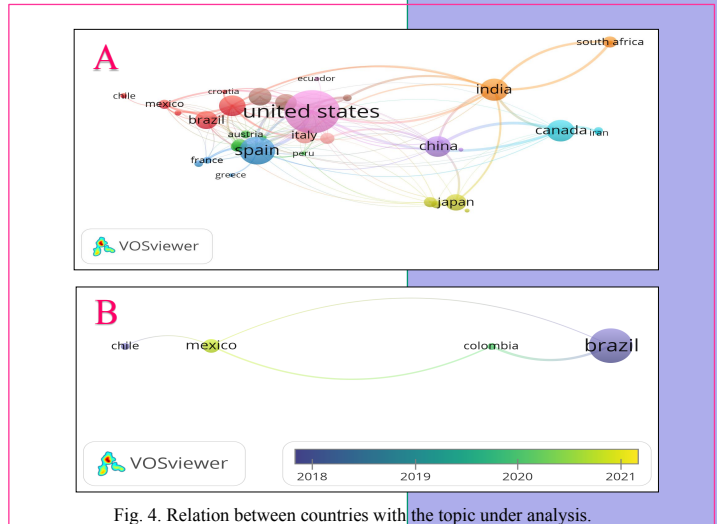 A
south africa
ecuador
india
chile
croatia
mexico
united states
brazil
austria
italy
canada
iran
spain
china
peru
france
greece
japan
VOSviewer
B
chile
mexico
colombia
brazil
VOSviewer
2018 2019 2020 2021
Fig. 4. Relation between countries with the topic under analysis.